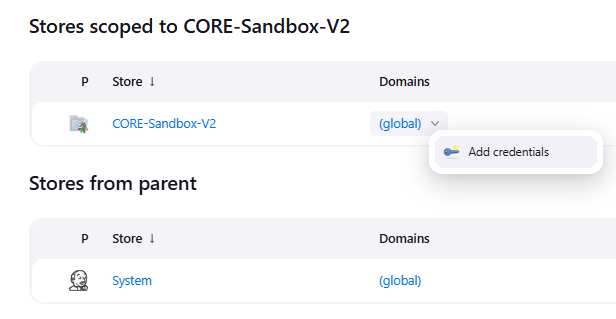 Stores scoped to CORE-Sandbox-V2
P Store ↓ Domains
CORE-Sandbox-V2 (global)
Add credentials
Stores from parent
P Store ↓ Domains
System (global)